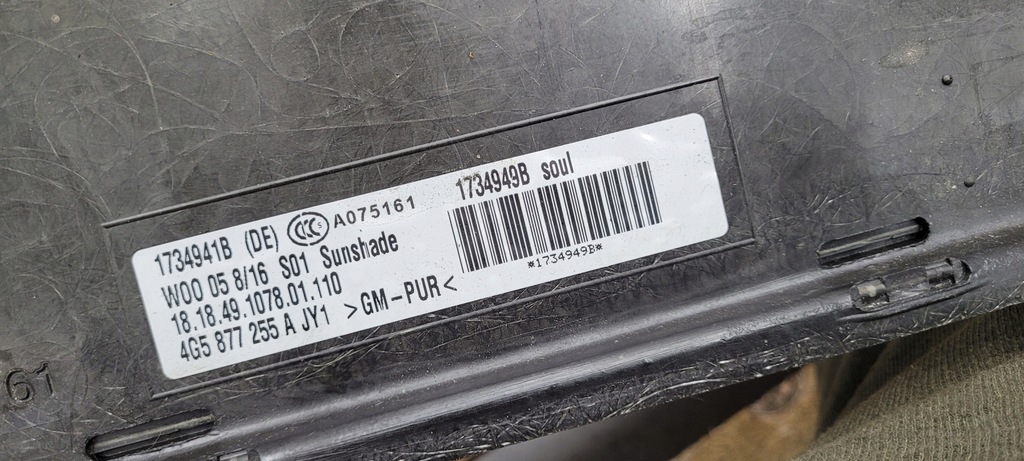 1734941B (DE) CCC A075161
W00 05 8/16 S01 Sunshade
18.18.49.1078.01.110
4G5 877 255 A JY1 >GM-PUR<
1734949B soul
*1734949B*
61